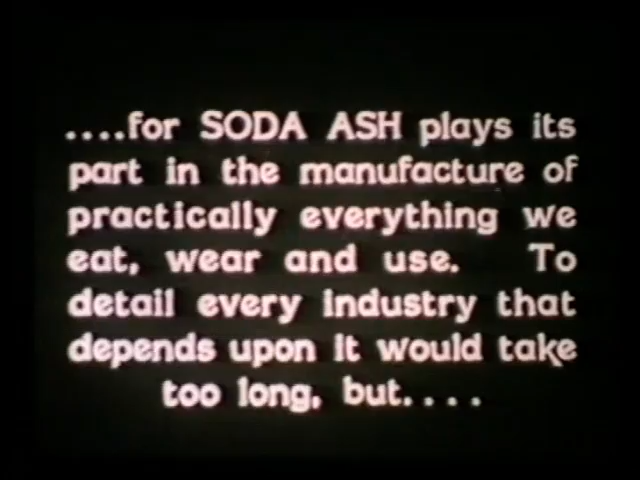 ....for SODA ASH plays its
part in the manufacture of
practically everything we
eat, wear and use. To
detail every industry that
depends upon it would take
too long, but....